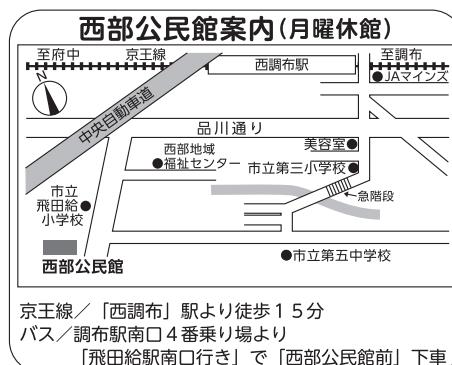 西部公民館案内(月曜休館)
至府中
京王線
西調布駅
至調布
●JAマインズ
N
中央自動車道
品川通り
美容室●
西部地域
●福祉センター
市立第三小学校●
←急階段
市立
飛田給●
小学校
西部公民館
●市立第五中学校
京王線/「西調布」駅より徒歩15分
バス/調布駅南口4番乗り場より
「飛田給駅南口行き」で「西部公民館前」下車